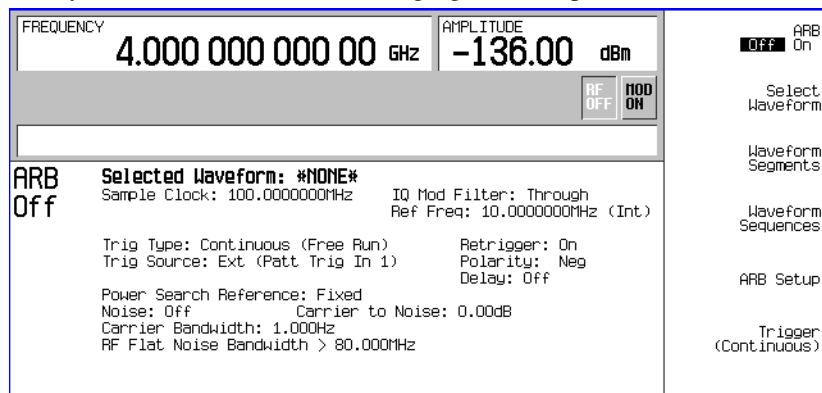 FREQUENCY
4.000 000 000 00 GHz
AMPLITUDE
-136.00 dBm
RF OFF
MOD ON
ARB Off
Selected Waveform: *NONE*
Sample Clock: 100.0000000MHz IQ Mod Filter: Through
Ref Freq: 10.0000000MHz (Int)
Trig Type: Continuous (Free Run) Retrigger: On
Trig Source: Ext (Patt Trig In 1) Polarity: Neg
Delay: Off
Power Search Reference: Fixed
Noise: Off Carrier to Noise: 0.00dB
Carrier Bandwidth: 1.000Hz
RF Flat Noise Bandwidth > 80.000MHz
ARB
Off On
Select
Waveform
Waveform
Segments
Waveform
Sequences
ARB Setup
Trigger
(Continuous)